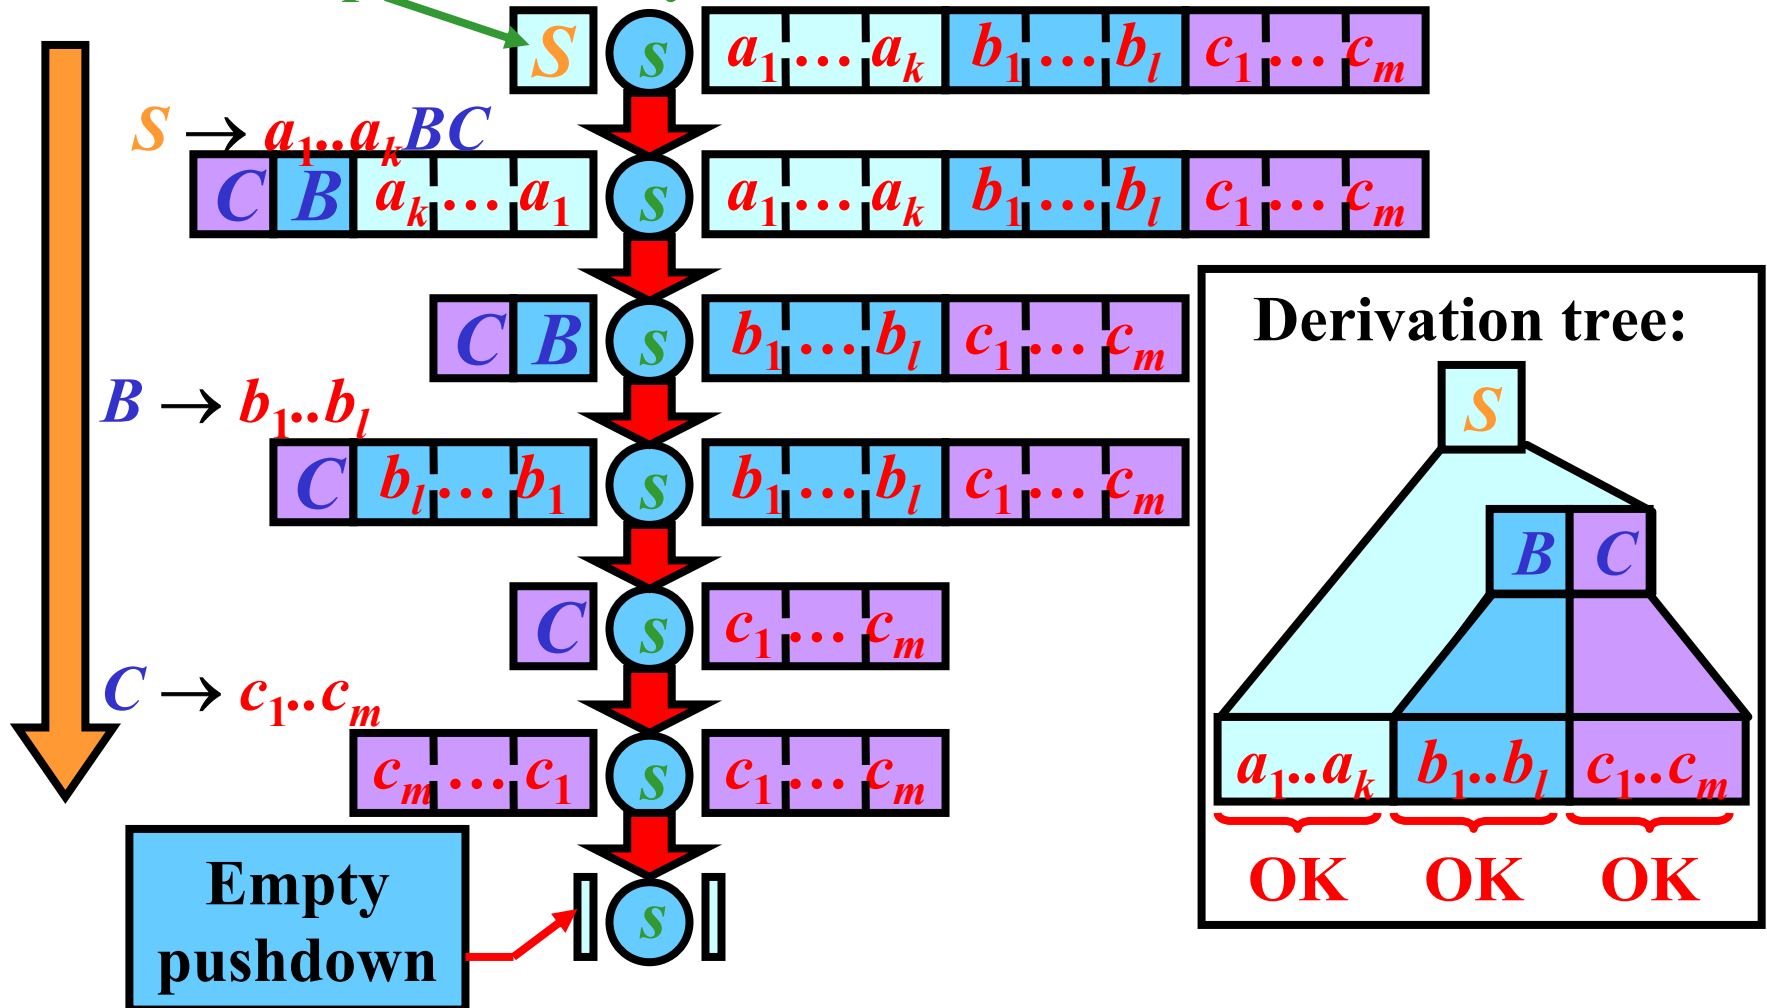 S s a₁ … aₖ b₁ … bₗ c₁ … cₘ
S → a₁..aₖBC
C B aₖ … a₁ s a₁ … aₖ b₁ … bₗ c₁ … cₘ
C B s b₁ … bₗ c₁ … cₘ
B → b₁..bₗ
C bₗ … b₁ s b₁ … bₗ c₁ … cₘ
C s c₁ … cₘ
C → c₁..cₘ
cₘ … c₁ s c₁ … cₘ
s
Empty
pushdown
Derivation tree:
S
B C
a₁..aₖ b₁..bₗ c₁..cₘ
OK OK OK